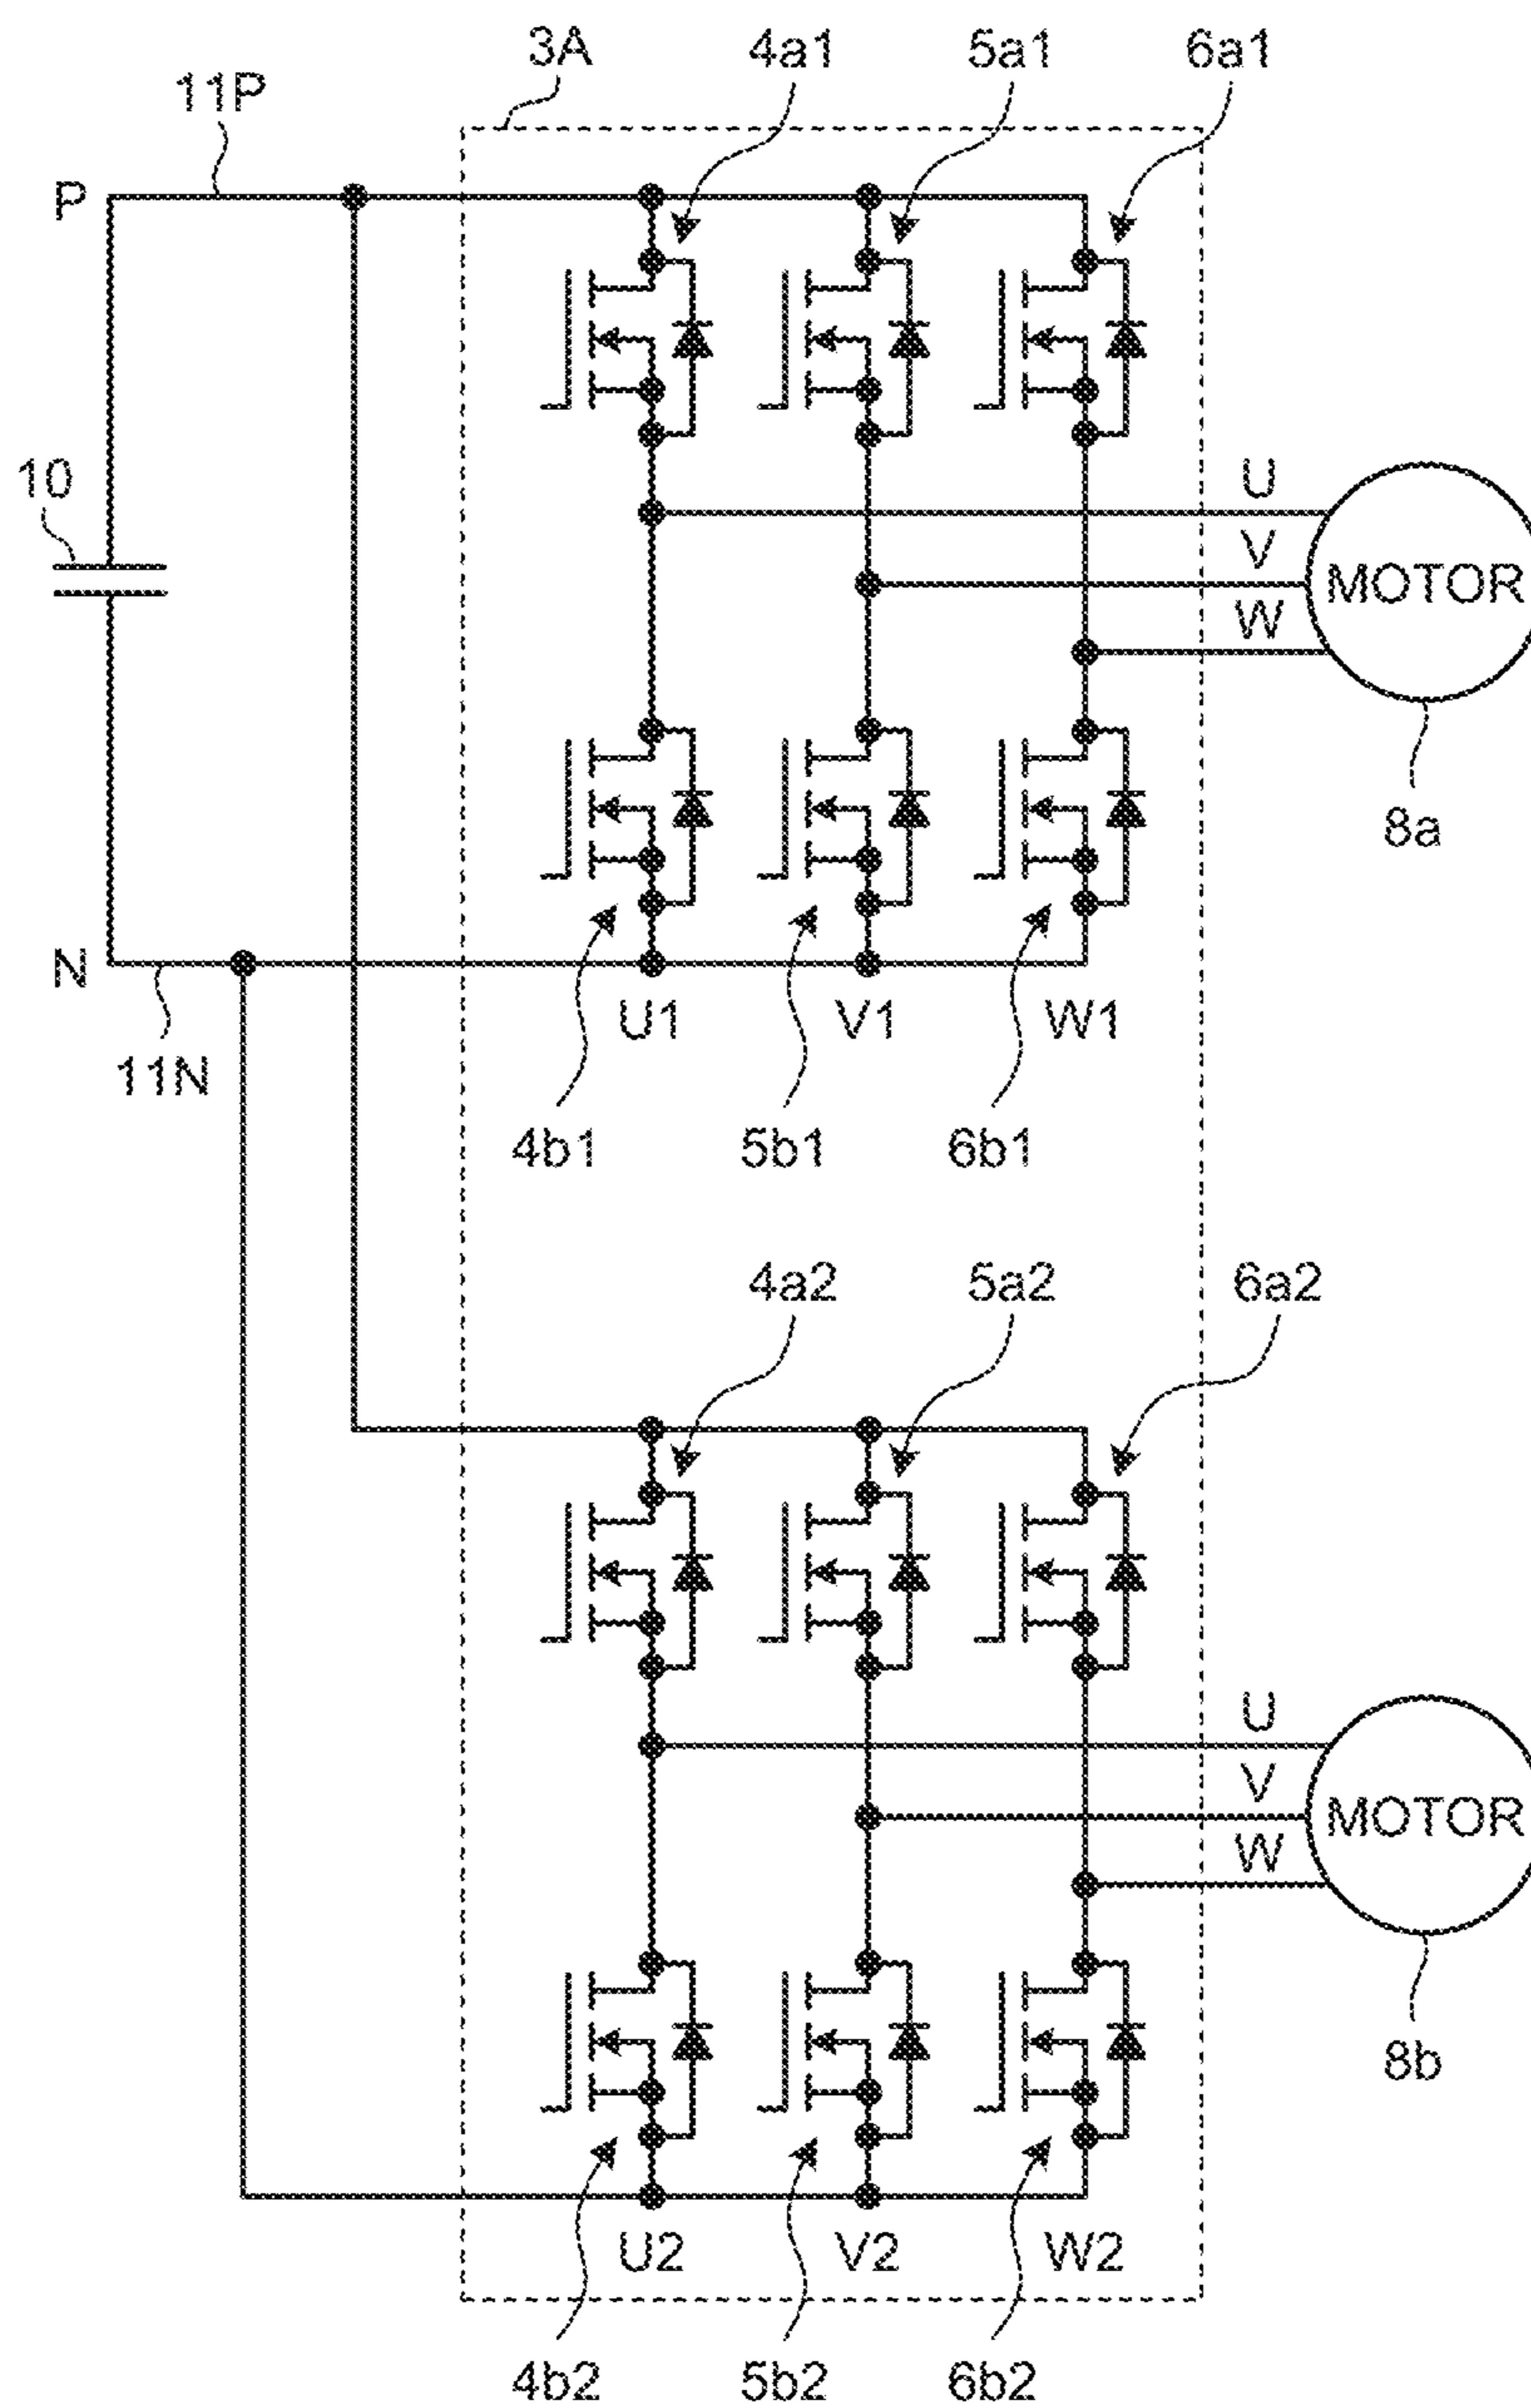 3A 4a1 5a1 6a1
11P
P
10
U
V
MOTOR
W
8a
N
U1 V1 W1
11N
4b1 5b1 6b1
4a2 5a2 6a2
U
V
MOTOR
W
8b
U2 V2 W2
4b2 5b2 6b2